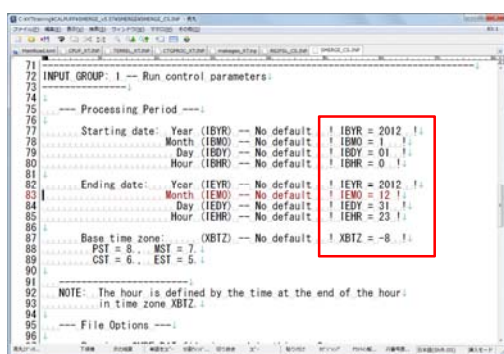 71
72 INPUT GROUP: 1 -- Run control parameters
73 ---------------
74
75 --- Processing Period ---
76
77 Starting date: Year (IBYR) -- No default ! IBYR = 2012 !
78 Month (IBMO) -- No default ! IBMO = 1 !
79 Day (IBDY) -- No default ! IBDY = 01 !
80 Hour (IBHR) -- No default ! IBHR = 0 !
81
82 Ending date: Year (IEYR) -- No default ! IEYR = 2012 !
83 Month (IEMO) -- No default ! IEMO = 12 !
84 Day (IEDY) -- No default ! IEDY = 31 !
85 Hour (IEHR) -- No default ! IEHR = 23 !
86
87 Base time zone: (XBTZ) -- No default ! XBTZ = -8 !
88 PST = 8., MST = 7.
89 CST = 6., EST = 5.
90
91 ---------------
92 NOTE: The hour is defined by the time at the end of the hour
93 in time zone XBTZ.
94
95 --- File Options ---
96